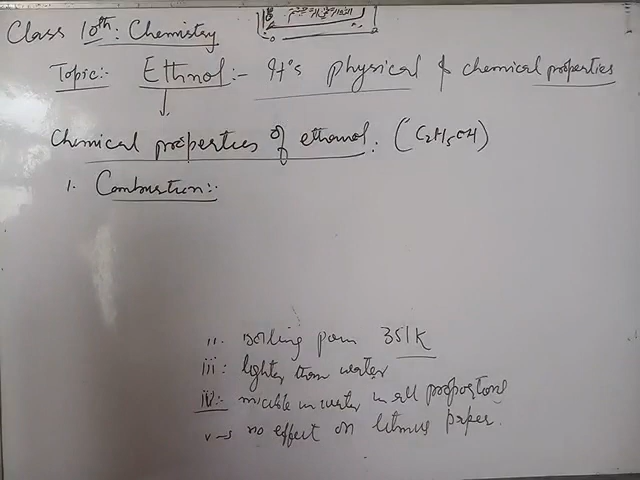 Class 10th: Chemistry
Topic:- Ethnol:- It's physical & chemical properties
Chemical properties of ethanol. (C2H5OH)
1. Combustion:-
ii. Boiling 351K
iii: lighter than water
iv:- miscible in water in all proportions
v→ no effect on litmus paper.